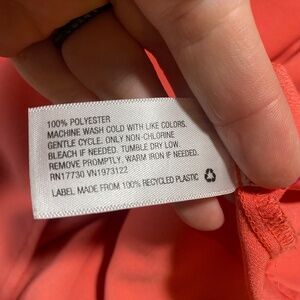 100% POLYESTER
MACHINE WASH COLD WITH LIKE COLORS.
GENTLE CYCLE. ONLY NON-CHLORINE
BLEACH IF NEEDED. TUMBLE DRY LOW.
REMOVE PROMPTLY. WARM IRON IF NEEDED.
RN17730 VN1973122
LABEL MADE FROM 100% RECYCLED PLASTIC